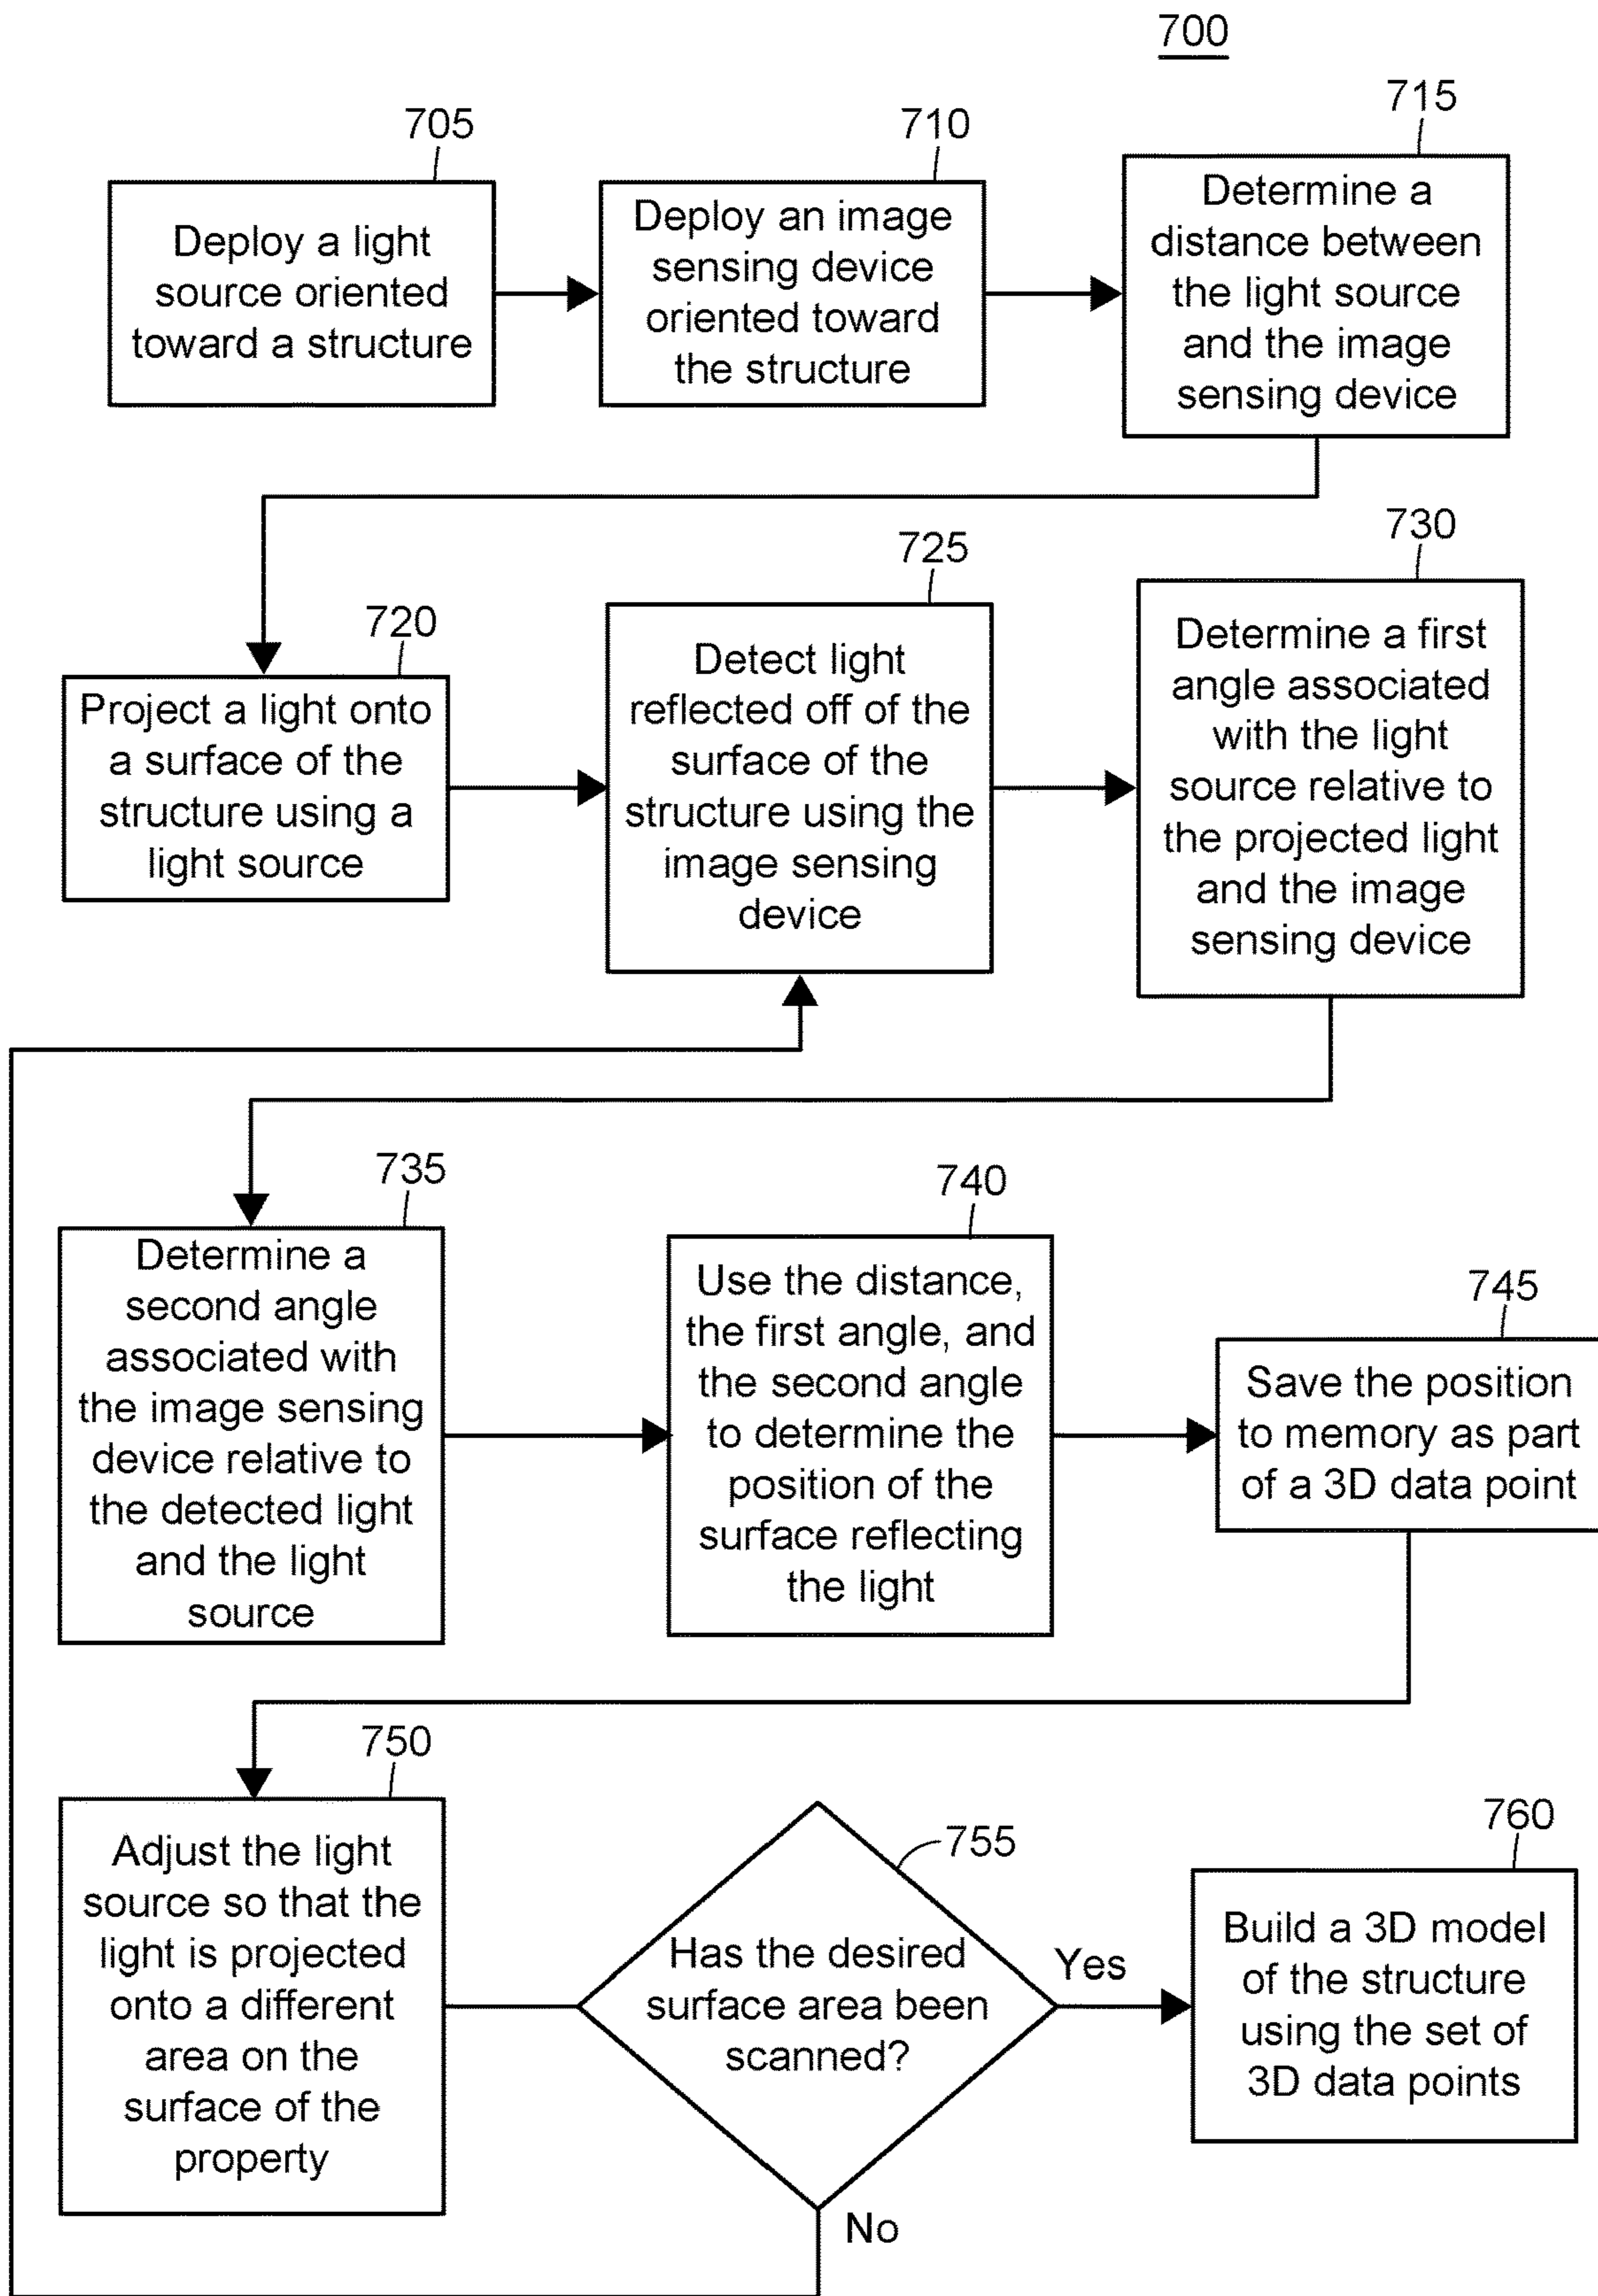 700
705
Deploy a light
source oriented
toward a structure
710
Deploy an image
sensing device
oriented toward
the structure
715
Determine a
distance between
the light source
and the image
sensing device
720
Project a light onto
a surface of the
structure using a
light source
725
Detect light
reflected off of the
surface of the
structure using the
image sensing
device
730
Determine a first
angle associated
with the light
source relative to
the projected light
and the image
sensing device
735
Determine a
second angle
associated with
the image sensing
device relative to
the detected light
and the light
source
740
Use the distance,
the first angle, and
the second angle
to determine the
position of the
surface reflecting
the light
745
Save the position
to memory as part
of a 3D data point
750
Adjust the light
source so that the
light is projected
onto a different
area on the
surface of the
property
755
Has the desired
surface area been
scanned?
Yes
No
760
Build a 3D model
of the structure
using the set of
3D data points